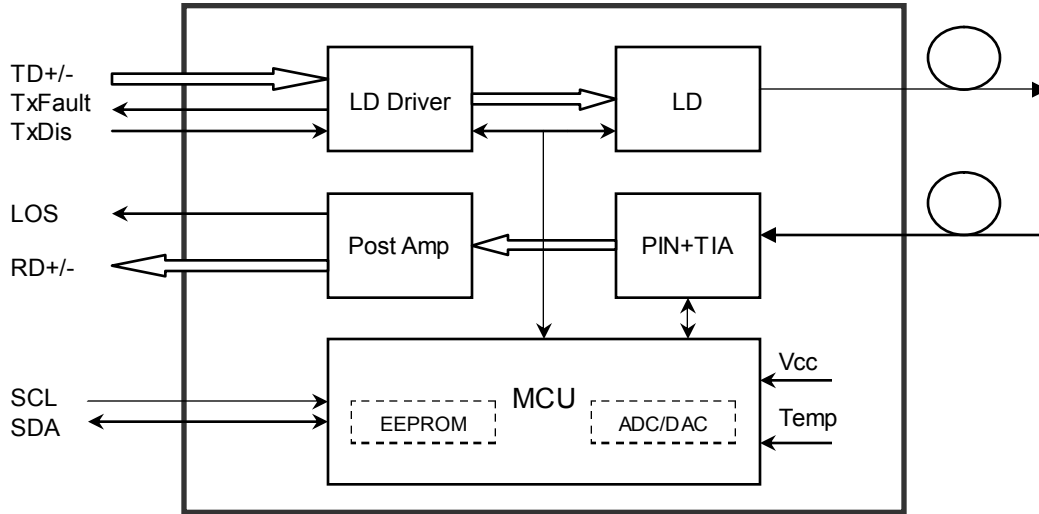 TD+/-
TxFault
TxDis
LD Driver
LD
LOS
RD+/-
Post Amp
PIN+TIA
SCL
SDA
MCU
EEPROM
ADC/DAC
Vcc
Temp